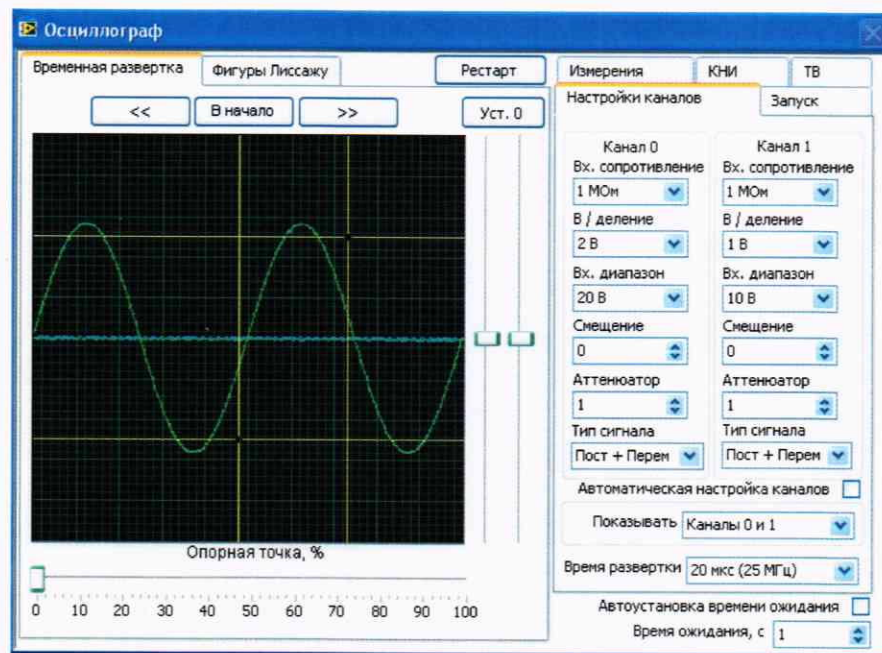 Осциллограф
Временная развертка
Фигуры Лиссажу
Рестарт
<<
В начало
>>
Уст. 0
Опорная точка, %
0 10 20 30 40 50 60 70 80 90 100
Измерения
КНИ
ТВ
Настройки каналов
Запуск
Канал 0
Вх. сопротивление
1 МОм
В / деление
2 В
Вх. диапазон
20 В
Смещение
0
Аттенюатор
1
Тип сигнала
Пост + Перем
Канал 1
Вх. сопротивление
1 МОм
В / деление
1 В
Вх. диапазон
10 В
Смещение
0
Аттенюатор
1
Тип сигнала
Пост + Перем
Автоматическая настройка каналов
Показывать Каналы 0 и 1
Время развертки 20 мкс (25 МГц)
Автоустановка времени ожидания
Время ожидания, с 1